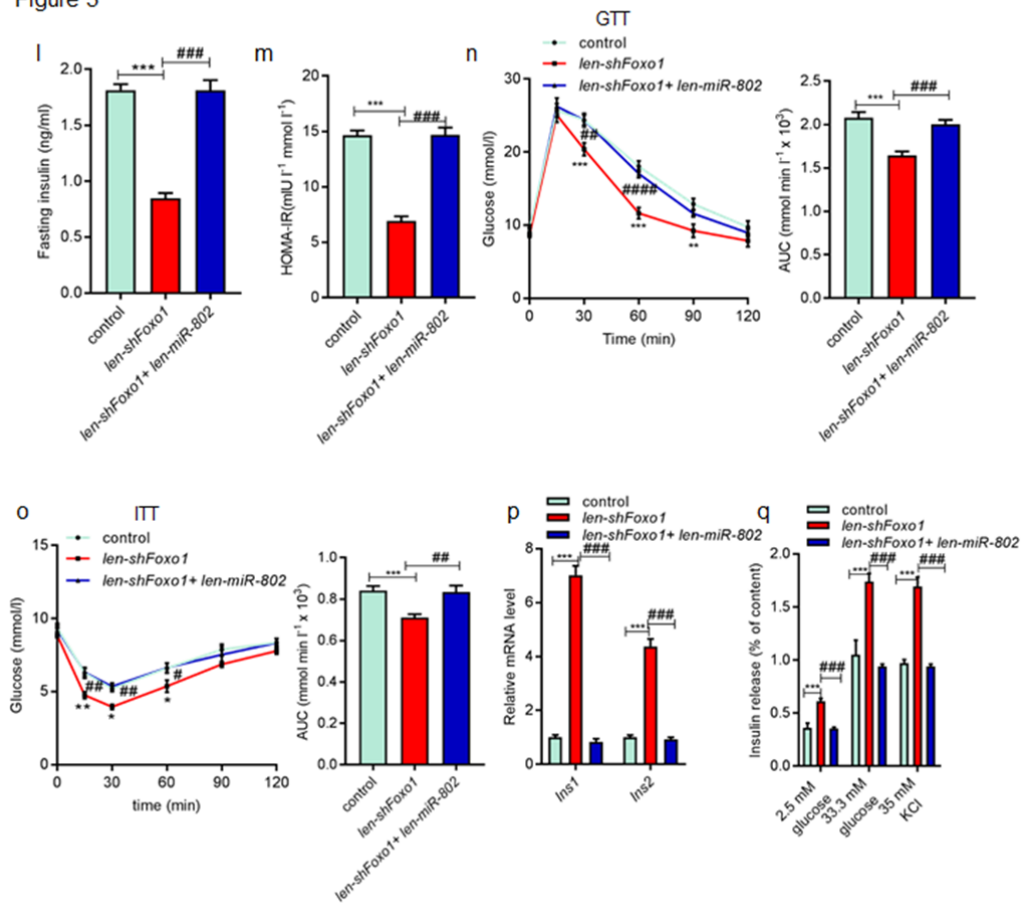 Figure 3
l
Fasting insulin (ng/ml)
2.0
1.5
1.0
0.5
0.0
***
###
control
len-shFoxo1
len-shFoxo1+ len-miR-802
m
HOMA-IR(mIU l⁻¹ mmol l⁻¹)
20
15
10
5
0
***
###
control
len-shFoxo1
len-shFoxo1+ len-miR-802
n
GTT
control
len-shFoxo1
len-shFoxo1+ len-miR-802
Glucose (mmol/l)
30
20
10
0
##
***
####
***
**
0 30 60 90 120
Time (min)
AUC (mmol min l⁻¹ x 10³)
2.5
2.0
1.5
1.0
0.5
0.0
***
###
control
len-shFoxo1
len-shFoxo1+ len-miR-802
o
ITT
control
len-shFoxo1
len-shFoxo1+ len-miR-802
Glucose (mmol/l)
15
10
5
0
##
**
##
*
#
*
0 30 60 90 120
time (min)
AUC (mmol min l⁻¹ x 10³)
1.0
0.8
0.6
0.4
0.2
0.0
***
##
control
len-shFoxo1
len-shFoxo1+ len-miR-802
p
control
len-shFoxo1
len-shFoxo1+ len-miR-802
Relative mRNA level
8
6
4
2
0
***
###
***
###
Ins1
Ins2
q
control
len-shFoxo1
len-shFoxo1+ len-miR-802
Insulin release (% of content)
2.0
1.5
1.0
0.5
0.0
***
###
***
###
***
###
2.5 mM
glucose
33.3 mM
glucose
35 mM
KCl